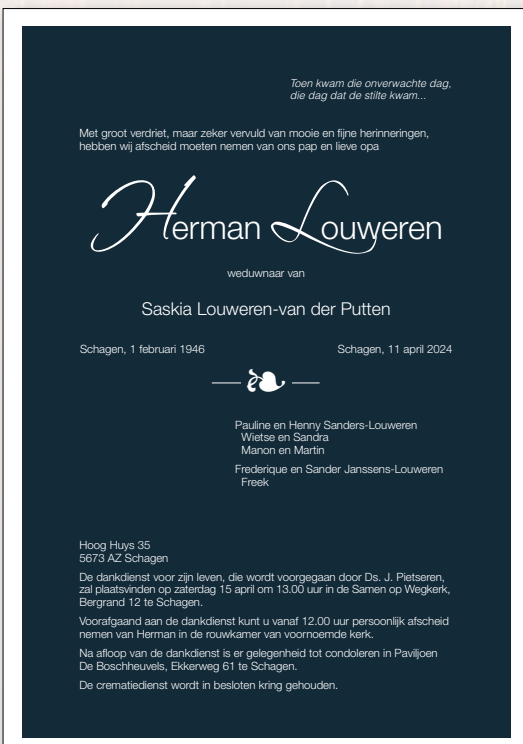 Toen kwam die onverwachte dag,
die dag dat de stilte kwam...
Met groot verdriet, maar zeker vervuld van mooie en fijne herinneringen,
hebben wij afscheid moeten nemen van ons pap en lieve opa
Herman Louweren
weduwnaar van
Saskia Louweren-van der Putten
Schagen, 1 februari 1946 Schagen, 11 april 2024
Pauline en Henny Sanders-Louweren
Wietse en Sandra
Manon en Martin
Frederique en Sander Janssens-Louweren
Freek
Hoog Huys 35
5673 AZ Schagen
De dankdienst voor zijn leven, die wordt voorgegaan door Ds. J. Pietseren,
zal plaatsvinden op zaterdag 15 april om 13.00 uur in de Samen op Wegkerk,
Bergrand 12 te Schagen.
Voorafgaand aan de dankdienst kunt u vanaf 12.00 uur persoonlijk afscheid
nemen van Herman in de rouwkamer van voornoemde kerk.
Na afloop van de dankdienst is er gelegenheid tot condoleren in Paviljoen
De Boschheuvels, Ekkerweg 61 te Schagen.
De crematiedienst wordt in besloten kring gehouden.